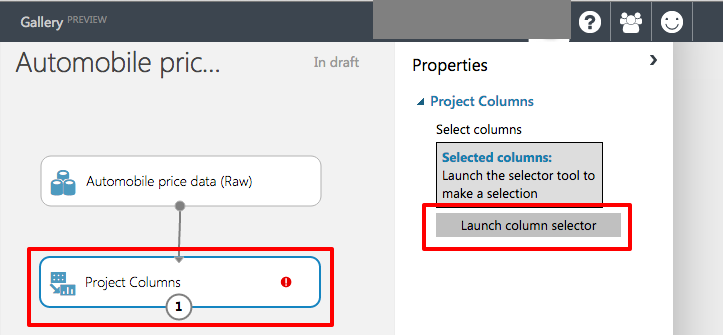 Gallery PREVIEW
?
Automobile pric...
In draft
Automobile price data (Raw)
Project Columns
!
1
Properties
Project Columns
Select columns
Selected columns:
Launch the selector tool to
make a selection
Launch column selector